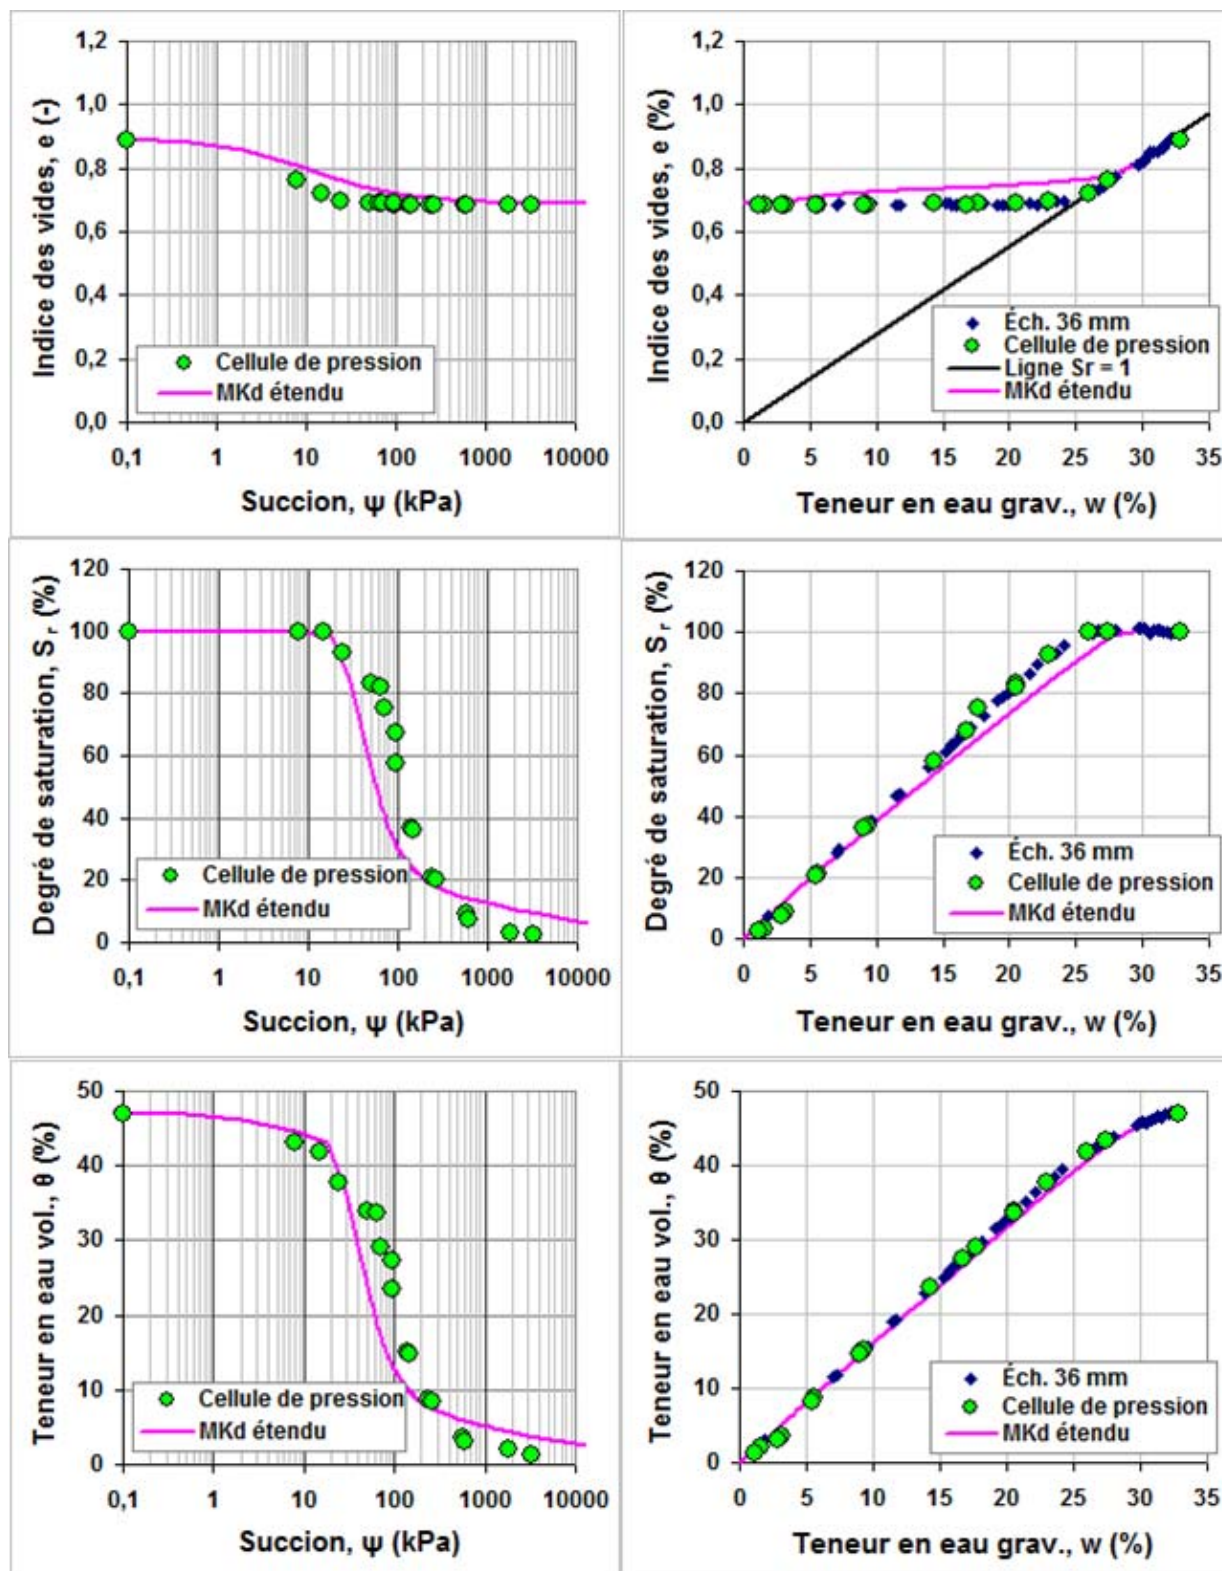 Indice des vides, e (-)
1,2
1,0
0,8
0,6
0,4
0,2
0,0
Cellule de pression
MKd étendu
0,1 1 10 100 1000 10000
Succion, ψ (kPa)
Indice des vides, e (%)
1,2
1,0
0,8
0,6
0,4
0,2
0,0
Éch. 36 mm
Cellule de pression
Ligne Sr = 1
MKd étendu
0 5 10 15 20 25 30 35
Teneur en eau grav., w (%)
Degré de saturation, S r (%)
120
100
80
60
40
20
0
Cellule de pression
MKd étendu
0,1 1 10 100 1000 10000
Succion, ψ (kPa)
Degré de saturation, S r (%)
120
100
80
60
40
20
0
Éch. 36 mm
Cellule de pression
MKd étendu
0 5 10 15 20 25 30 35
Teneur en eau grav., w (%)
Teneur en eau vol., θ (%)
50
40
30
20
10
0
Cellule de pression
MKd étendu
0,1 1 10 100 1000 10000
Succion, ψ (kPa)
Teneur en eau vol., θ (%)
50
40
30
20
10
0
Éch. 36 mm
Cellule de pression
MKd étendu
0 5 10 15 20 25 30 35
Teneur en eau grav., w (%)